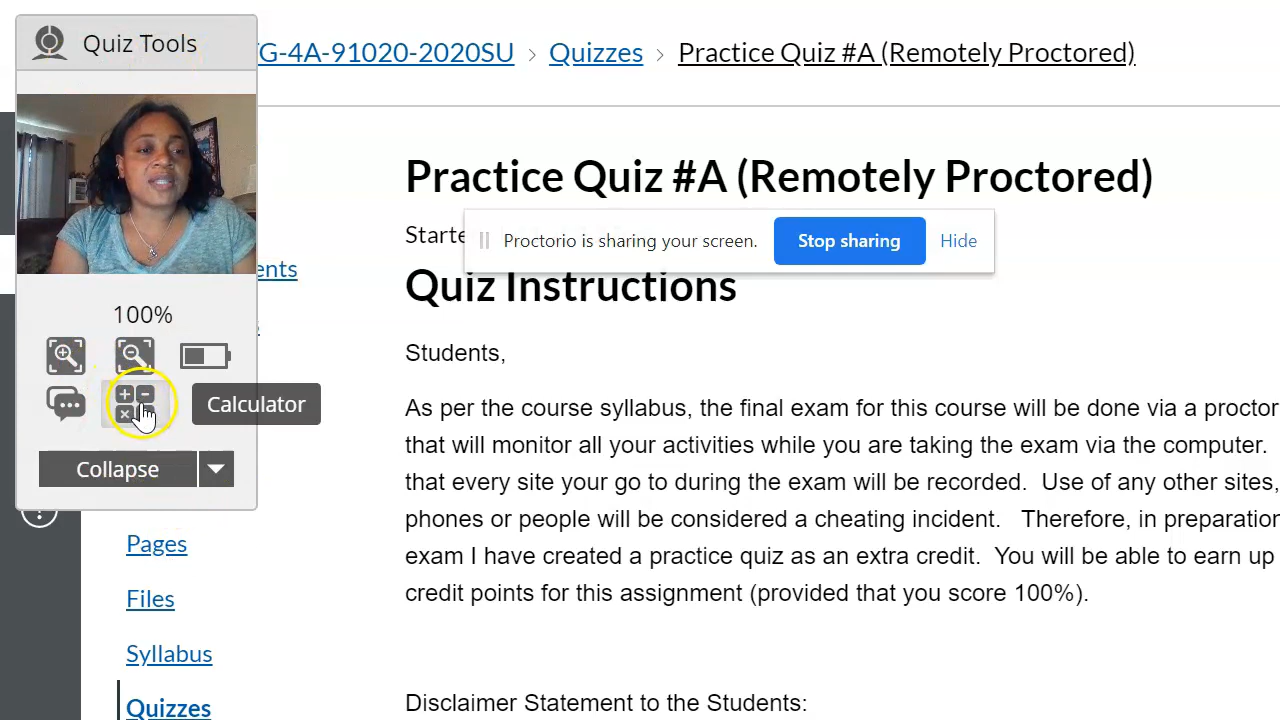 Quiz Tools
G-4A-91020-2020SU > Quizzes > Practice Quiz #A (Remotely Proctored)
Practice Quiz #A (Remotely Proctored)
Starte
Proctorio is sharing your screen. Stop sharing Hide
ents
Quiz Instructions
100%
Students,
Calculator
As per the course syllabus, the final exam for this course will be done via a proctor
that will monitor all your activities while you are taking the exam via the computer.
Collapse
that every site your go to during the exam will be recorded. Use of any other sites,
phones or people will be considered a cheating incident. Therefore, in preparation
Pages
exam I have created a practice quiz as an extra credit. You will be able to earn up
Files
credit points for this assignment (provided that you score 100%).
Syllabus
Quizzes
Disclaimer Statement to the Students: